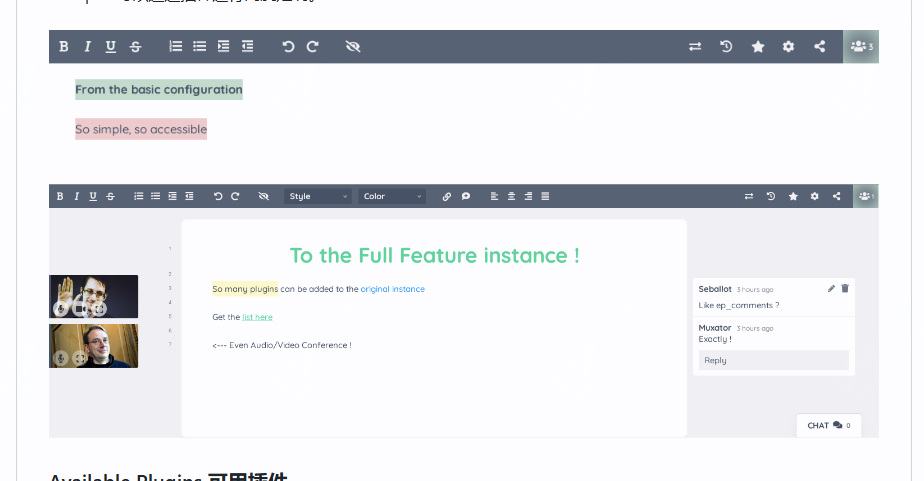 B I U S 3
From the basic configuration
So simple, so accessible
B I U S Style Color
To the Full Feature instance !
So many plugins can be added to the original instance
Get the list here
<--- Even Audio/Video Conference !
1
2
3
4
5
6
7
Seballot 3 hours ago
Like ep_comments ?
Muxator 3 hours ago
Exactly !
Reply
CHAT 0
Available Plugins 可用插件